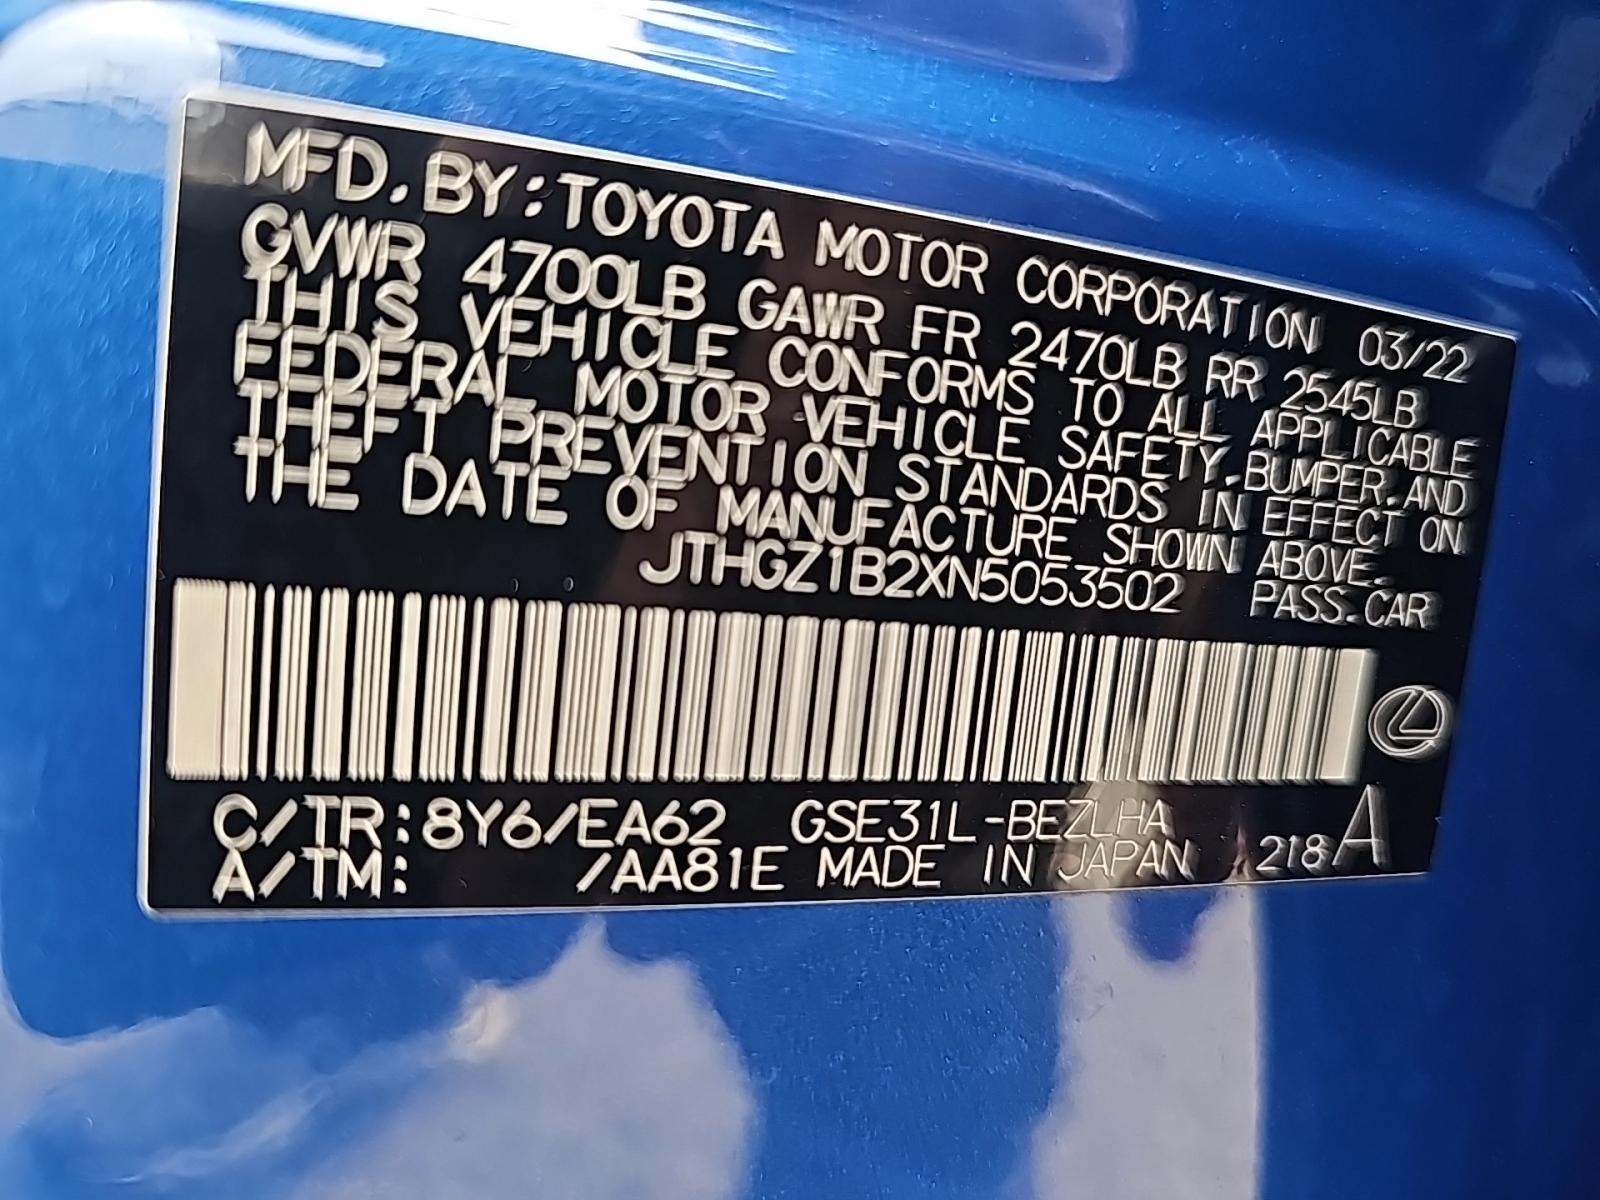 MFD. BY: TOYOTA MOTOR CORPORATION 03/22
GVWR 4700LB GAWR FR 2470LB RR 2545LB
THIS VEHICLE CONFORMS TO ALL APPLICABLE
FEDERAL MOTOR VEHICLE SAFETY, BUMPER, AND
THEFT PREVENTION STANDARDS IN EFFECT ON
THE DATE OF MANUFACTURE SHOWN ABOVE.
JTHGZ1B2XN5053502 PASS. CAR
C/TR: 8Y6/EA62 GSE31L-BEZLHA
A/TM: /AA81E MADE IN JAPAN 218 A